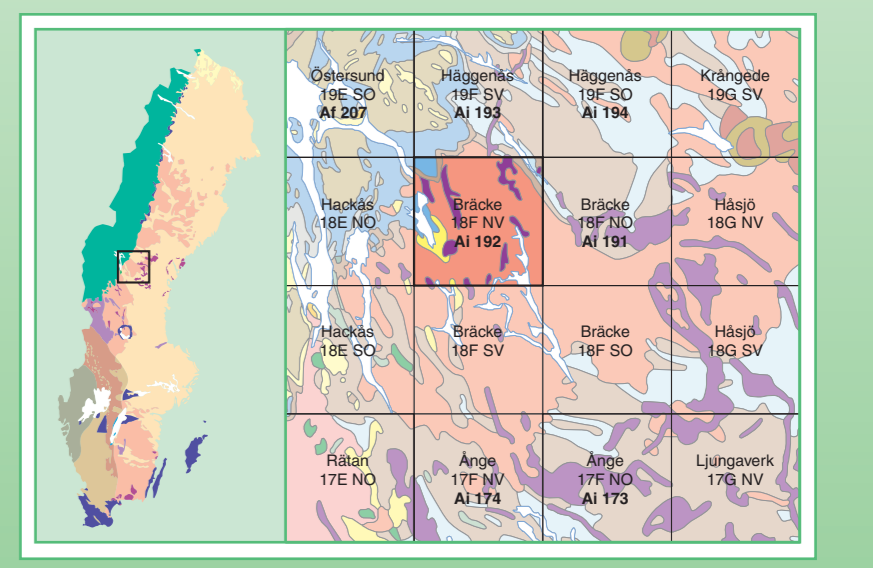 Östersund
19E SO
Af 207
Häggenås
19F SV
Ai 193
Häggenås
19F SO
Ai 194
Krångede
19G SV
Hackås
18E NO
Bräcke
18F NV
Ai 192
Bräcke
18F NO
Ai 191
Håsjö
18G NV
Hackås
18E SO
Bräcke
18F SV
Bräcke
18F SO
Håsjö
18G SV
Rätan
17E NO
Ånge
17F NV
Ai 174
Ånge
17F NO
Ai 173
Ljungaverk
17G NV